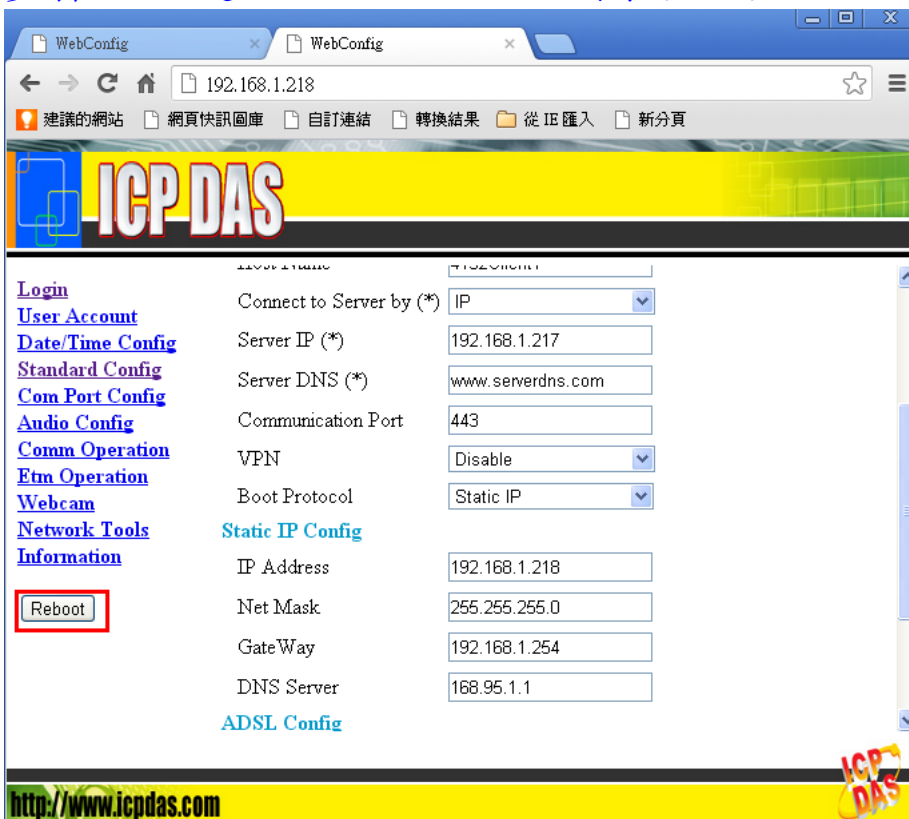 WebConfig
WebConfig
192.168.1.218
建議的網站 網頁快訊圖庫 自訂連結 轉換結果 從 IE 匯入 新分頁
ICP DAS
Login
User Account
Date/Time Config
Standard Config
Com Port Config
Audio Config
Comm Operation
Etm Operation
Webcam
Network Tools
Information
Reboot
Host Name 4132Client1
Connect to Server by (*) IP
Server IP (*) 192.168.1.217
Server DNS (*) www.serverdns.com
Communication Port 443
VPN Disable
Boot Protocol Static IP
Static IP Config
IP Address 192.168.1.218
Net Mask 255.255.255.0
GateWay 192.168.1.254
DNS Server 168.95.1.1
ADSL Config
ICP DAS
http://www.icpdas.com